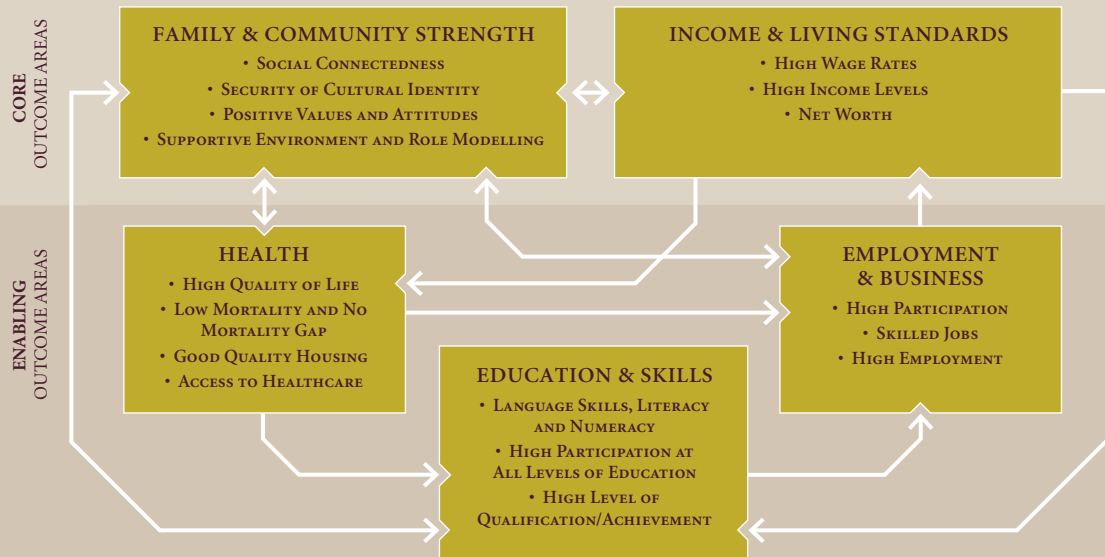 CORE
OUTCOME AREAS
FAMILY & COMMUNITY STRENGTH
• Social Connectedness
• Security of Cultural Identity
• Positive Values and Attitudes
• Supportive Environment and Role Modelling
INCOME & LIVING STANDARDS
• High Wage Rates
• High Income Levels
• Net Worth
ENABLING
OUTCOME AREAS
HEALTH
• High Quality of Life
• Low Mortality and No
Mortality Gap
• Good Quality Housing
• Access to Healthcare
EDUCATION & SKILLS
• Language Skills, Literacy
and Numeracy
• High Participation at
All Levels of Education
• High Level of
Qualification/Achievement
EMPLOYMENT
& BUSINESS
• High Participation
• Skilled Jobs
• High Employment